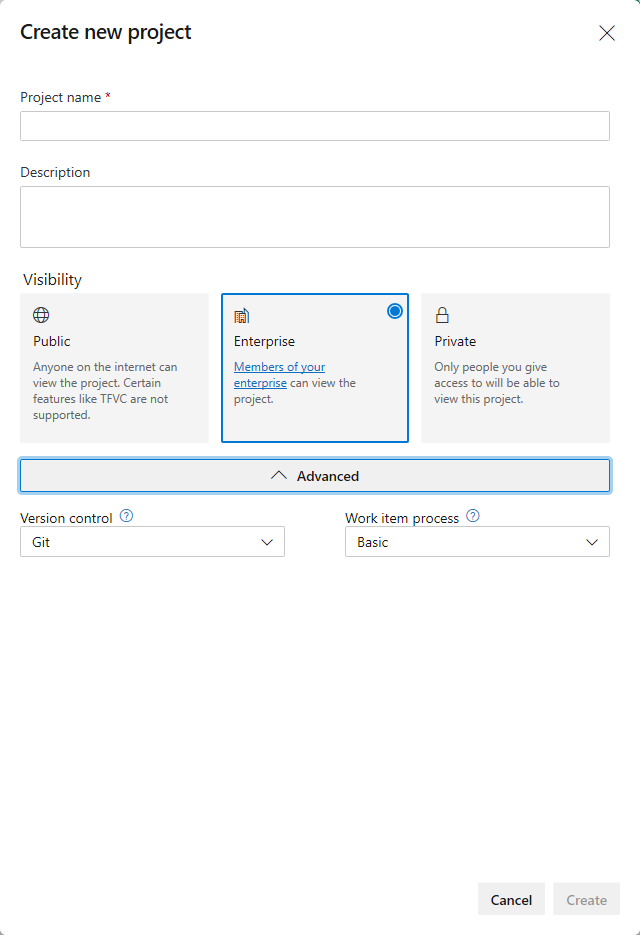 Create new project
Project name *
Description
Visibility
Public
Anyone on the internet can
view the project. Certain
features like TFVC are not
supported.
Enterprise
Members of your
enterprise can view the
project.
Private
Only people you give
access to will be able to
view this project.
Advanced
Version control ?
Git
Work item process ?
Basic
Cancel
Create